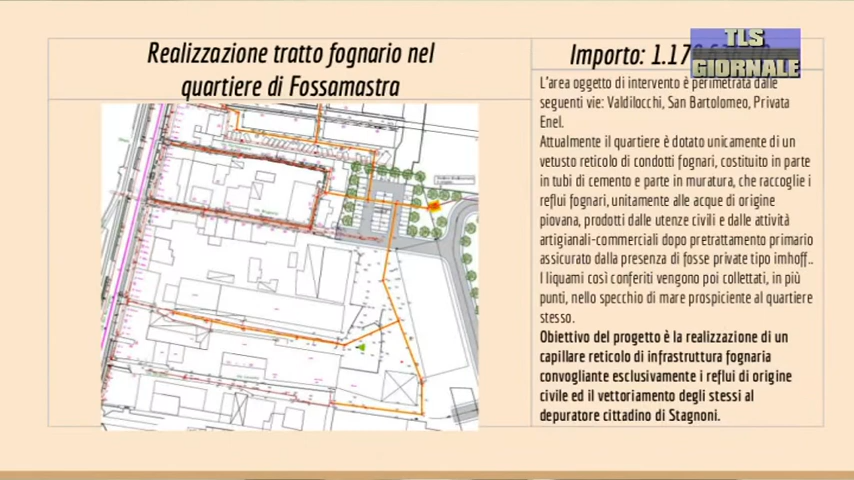 Realizzazione tratto fognario nel
quartiere di Fossamastra
Importo:
TLS
GIORNALE
L'area oggetto di intervento è perimetrata dalle
seguenti vie: Valdilocchi, San Bartolomeo, Privata
Enel.
Attualmente il quartiere è dotato unicamente di un
vetusto reticolo di condotti fognari, costituito in parte
in tubi di cemento e parte in muratura, che raccoglie i
reflui fognari, unitamente alle acque di origine
piovana, prodotti dalle utenze civili e dalle attività
artigianali-commerciali dopo pretrattamento primario
assicurato dalla presenza di fosse private tipo imhoff..
I liquami così conferiti vengono poi collettati, in più
punti, nello specchio di mare prospiciente al quartiere
stesso.
Obiettivo del progetto è la realizzazione di un
capillare reticolo di infrastruttura fognaria
convogliante esclusivamente i reflui di origine
civile ed il vettoriamento degli stessi al
depuratore cittadino di Stagnoni.